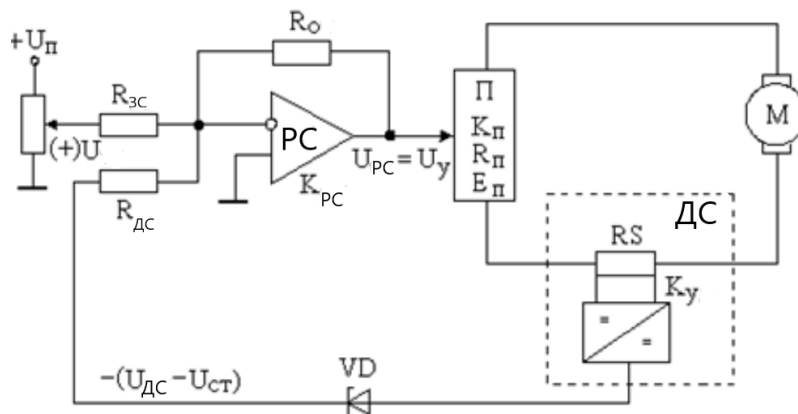 +Uп
Rо
Rзс
(+)U
РС
Kрс
Uрс = Uу
П
Kп
Rп
Eп
М
Rдс
ДС
RS
Kу
=
=
VD
−(Uдс − Uст)